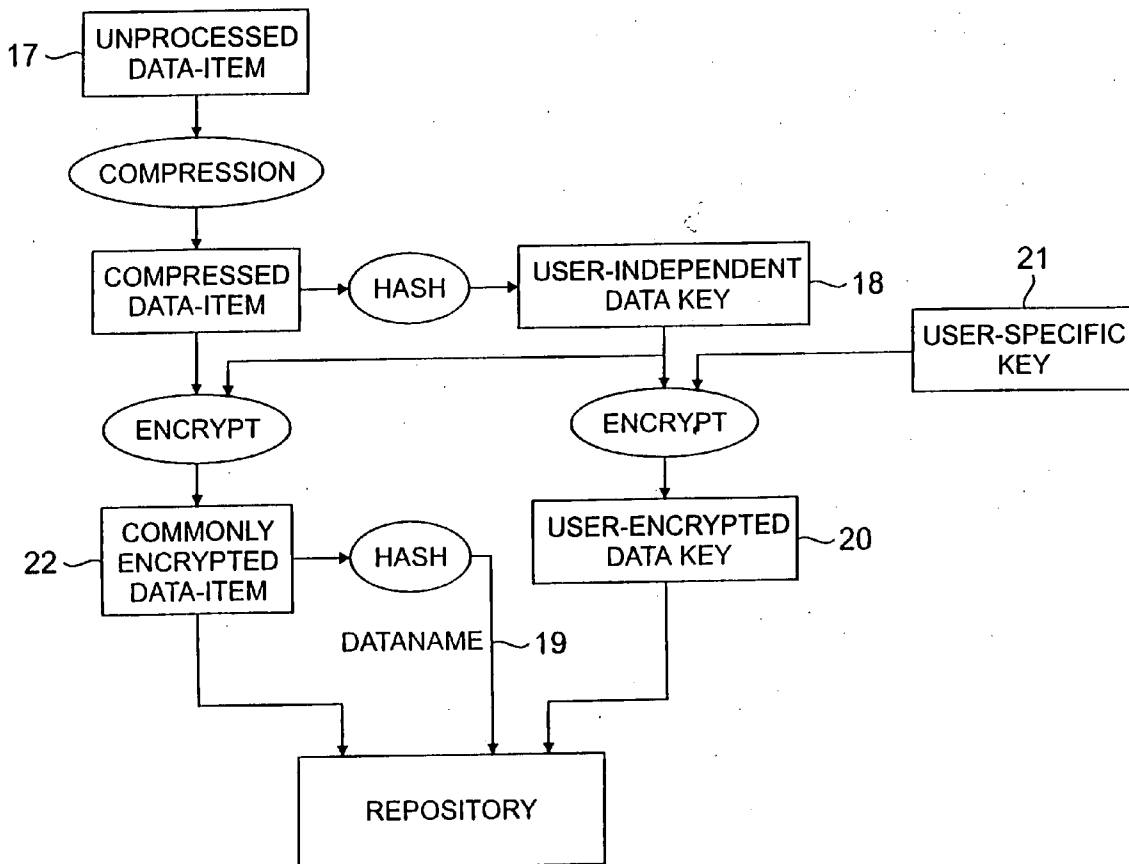 17
UNPROCESSED
DATA-ITEM
COMPRESSION
COMPRESSED
DATA-ITEM
HASH
USER-INDEPENDENT
DATA KEY
18
21
USER-SPECIFIC
KEY
ENCRYPT
ENCRYPT
22
COMMONLY
ENCRYPTED
DATA-ITEM
HASH
USER-ENCRYPTED
DATA KEY
20
DATANAME
19
REPOSITORY